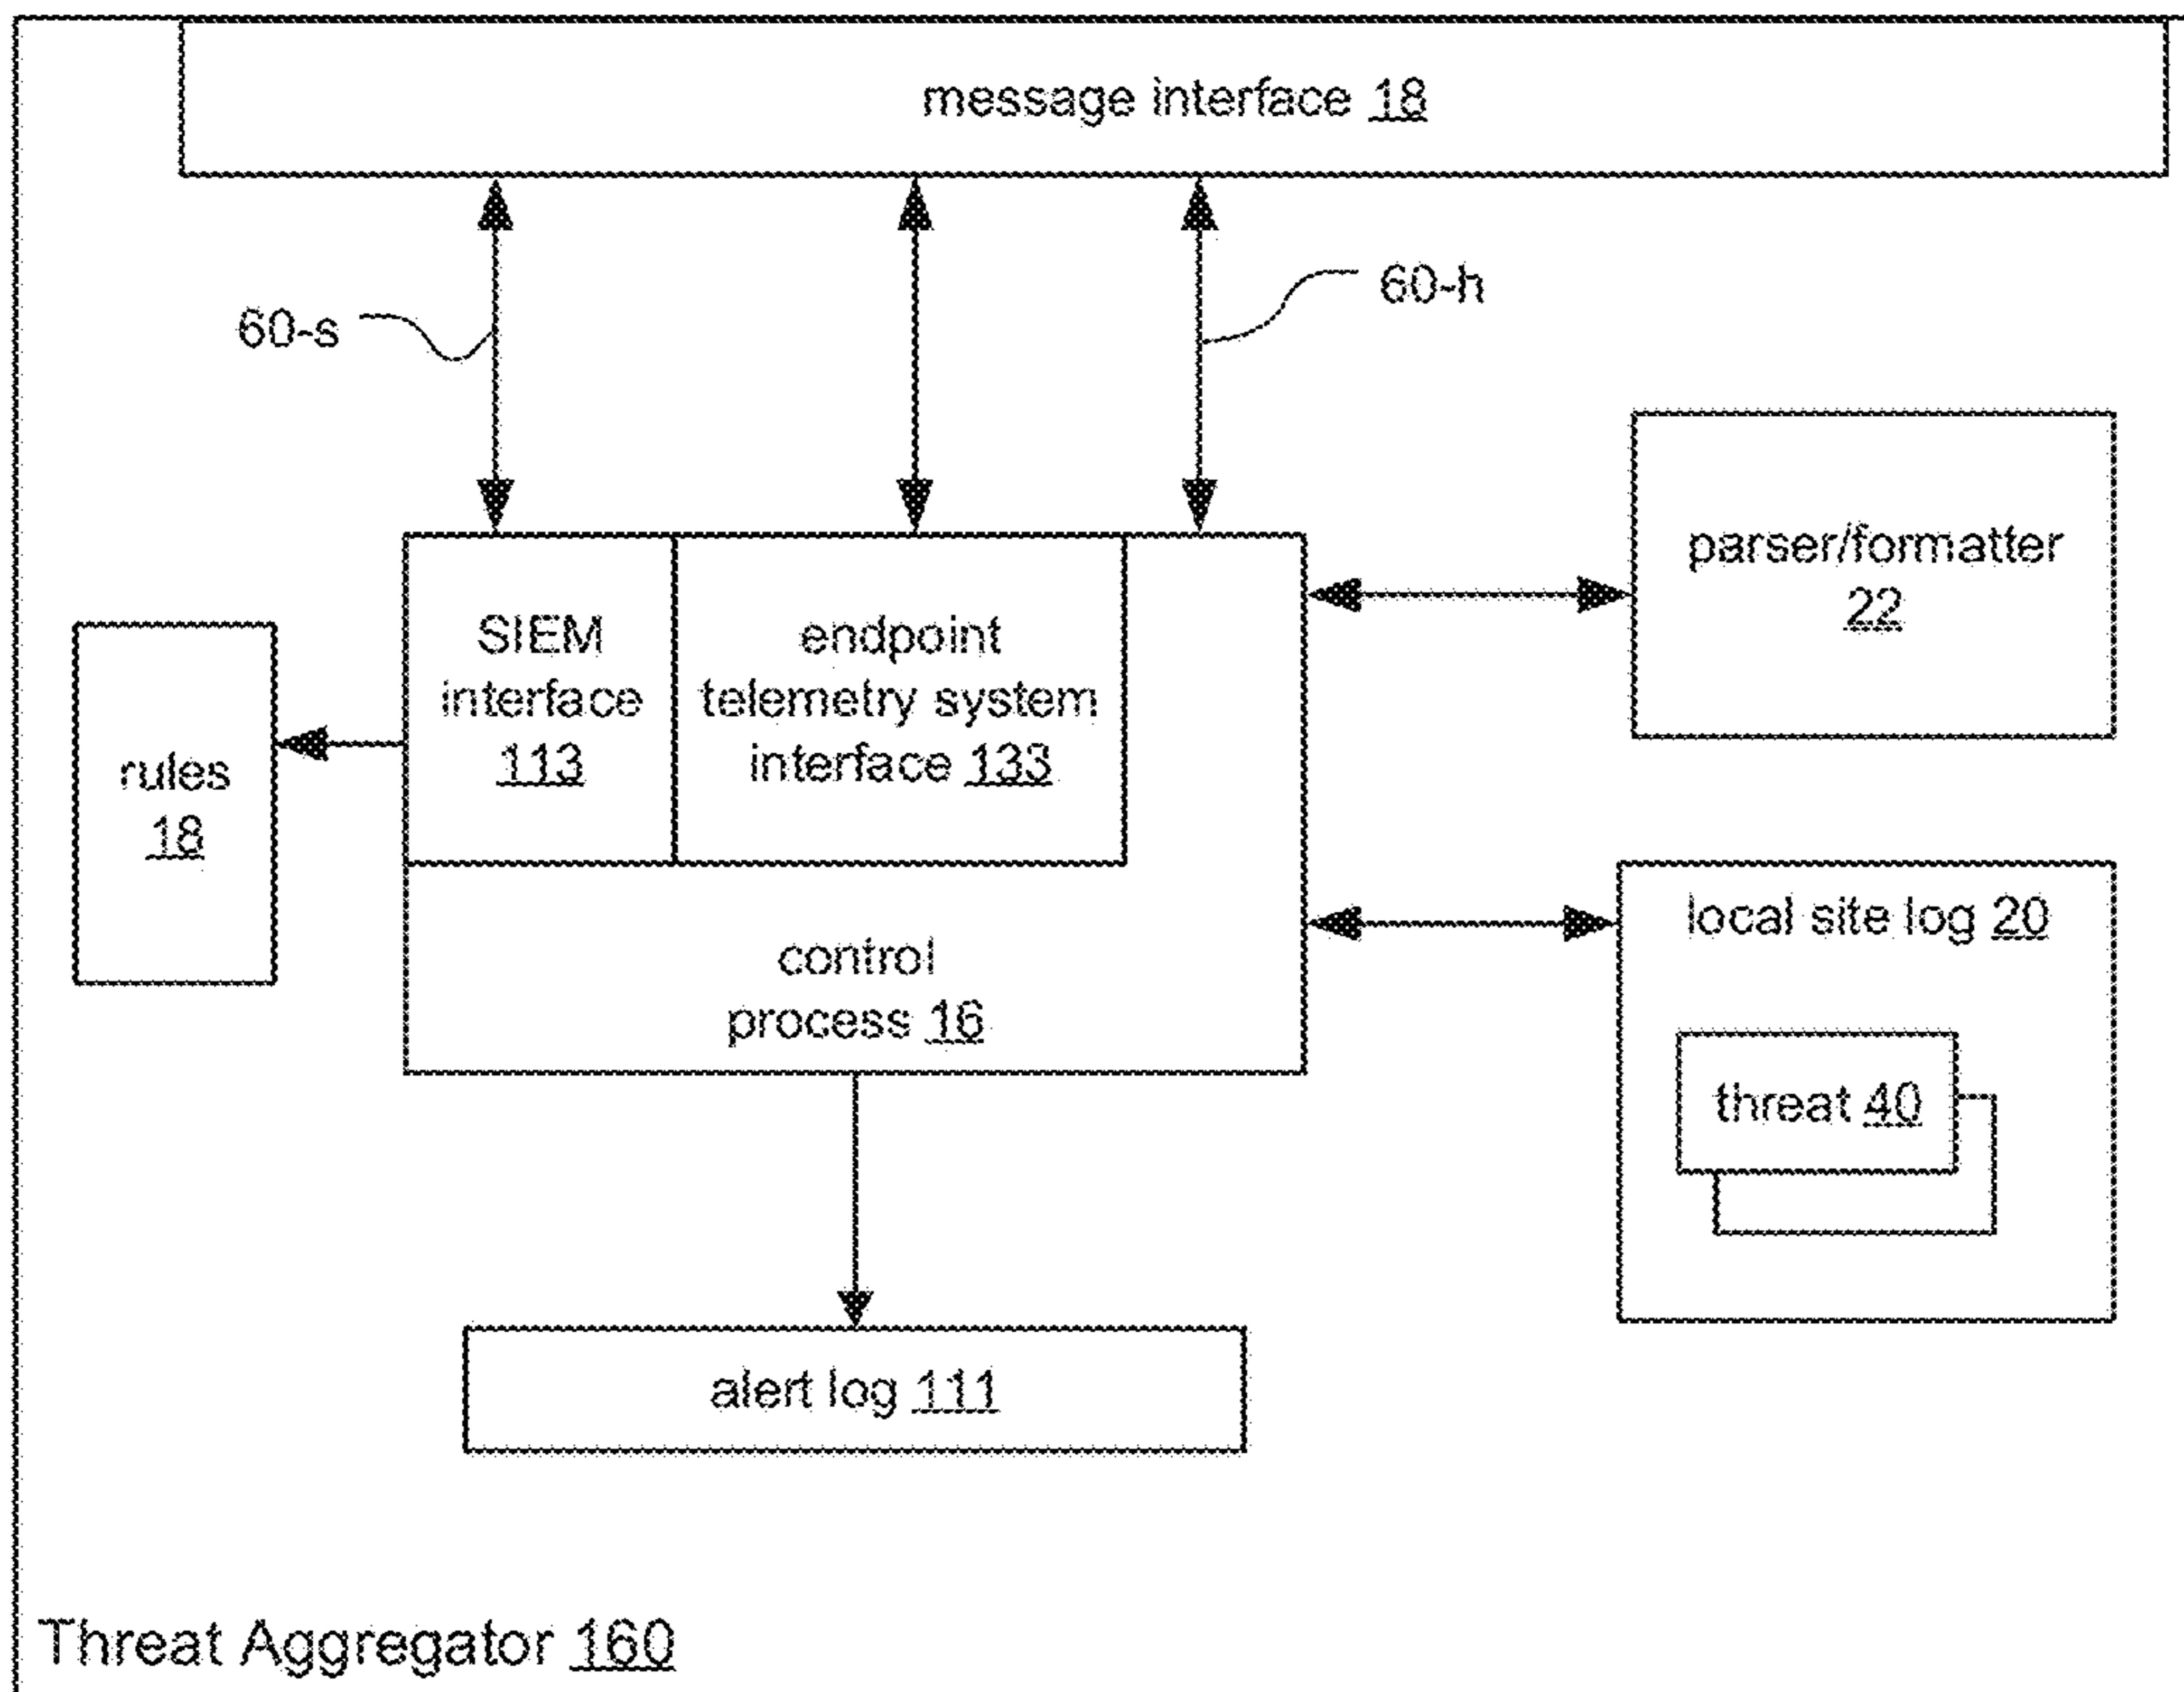 message interface 18
60-s
60-h
parser/formatter
22
SIEM
interface
113
endpoint
telemetry system
interface 133
rules
18
control
process 16
local site log 20
threat 40
alert log 111
Threat Aggregator 160